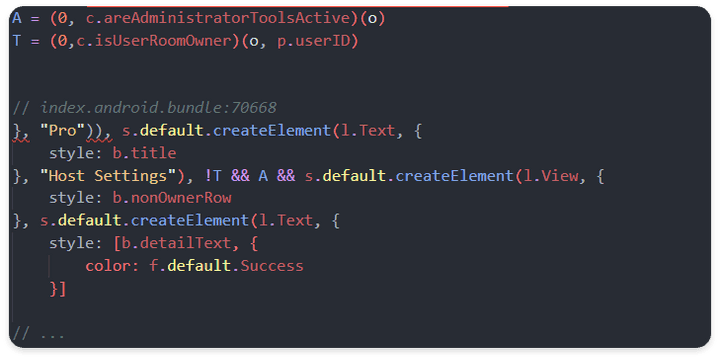 A = (0, c.areAdministratorToolsActive)(o)
T = (0,c.isUserRoomOwner)(o, p.userID)
// index.android.bundle:70668
}, "Pro")), s.default.createElement(l.Text, {
style: b.title
}, "Host Settings"), !T && A && s.default.createElement(l.View, {
style: b.nonOwnerRow
}, s.default.createElement(l.Text, {
style: [b.detailText, {
color: f.default.Success
}]
// ...